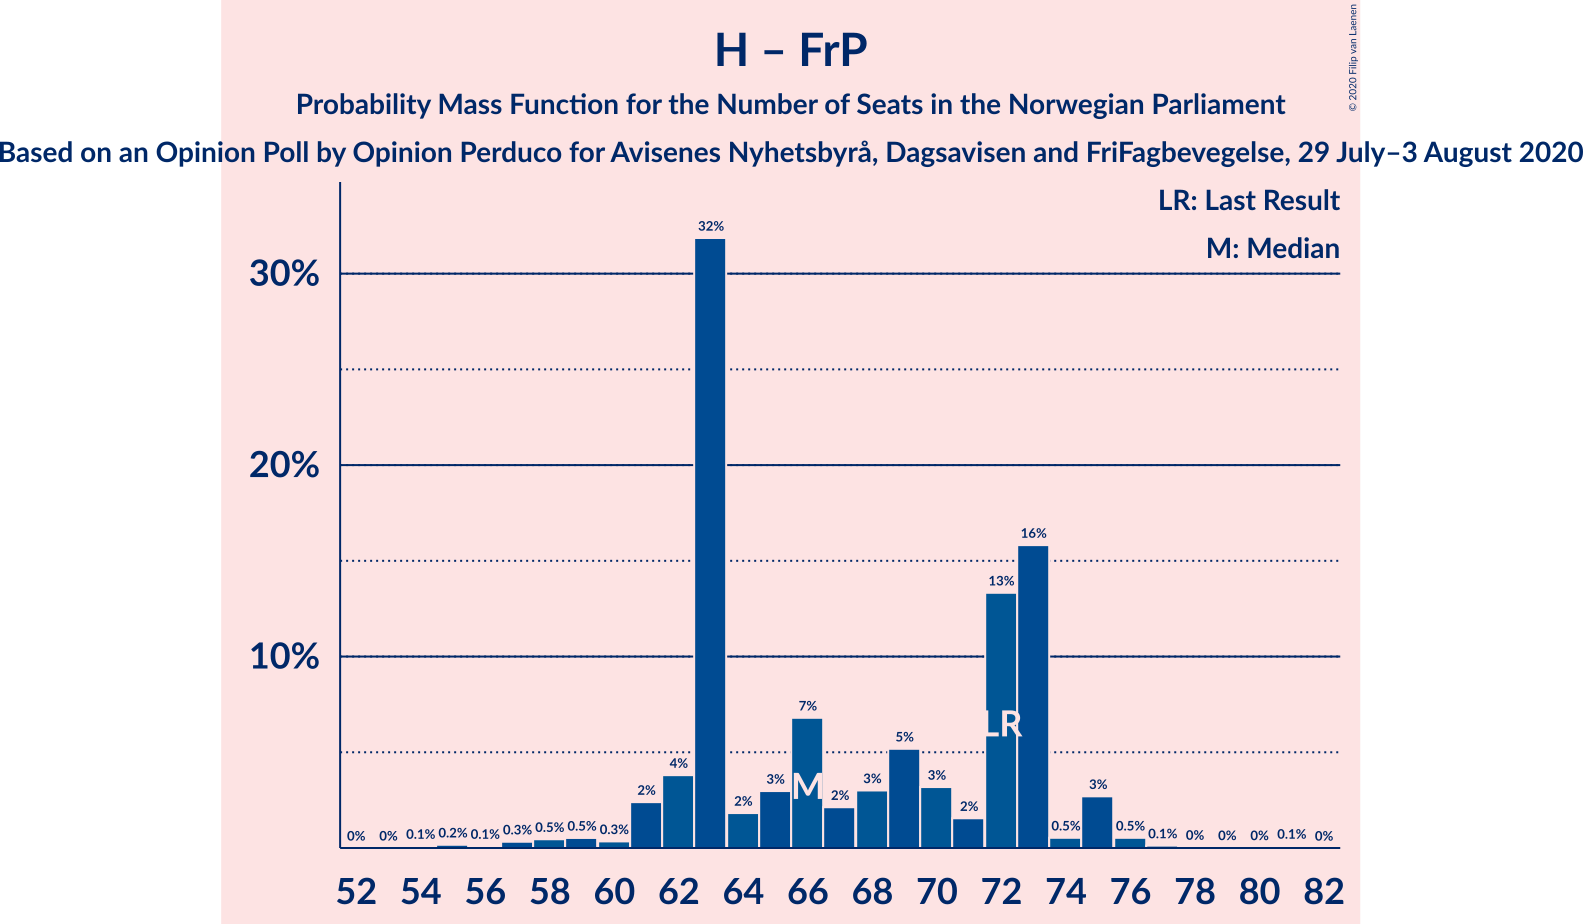 H – FrP
Probability Mass Function for the Number of Seats in the Norwegian Parliament
Based on an Opinion Poll by Opinion Perduco for Avisenes Nyhetsbyrå, Dagsavisen and FriFagbevegelse, 29 July–3 August 2020
© 2020 Filip van Laenen
LR: Last Result
M: Median
30%
20%
10%
0% 0% 0.1% 0.2% 0.1% 0.3% 0.5% 0.5% 0.3% 2% 4% 32% 2% 3% 7% 2% 3% 5% 3% 2% 13% 16% 0.5% 3% 0.5% 0.1% 0% 0% 0% 0.1% 0%
M
LR
52 54 56 58 60 62 64 66 68 70 72 74 76 78 80 82